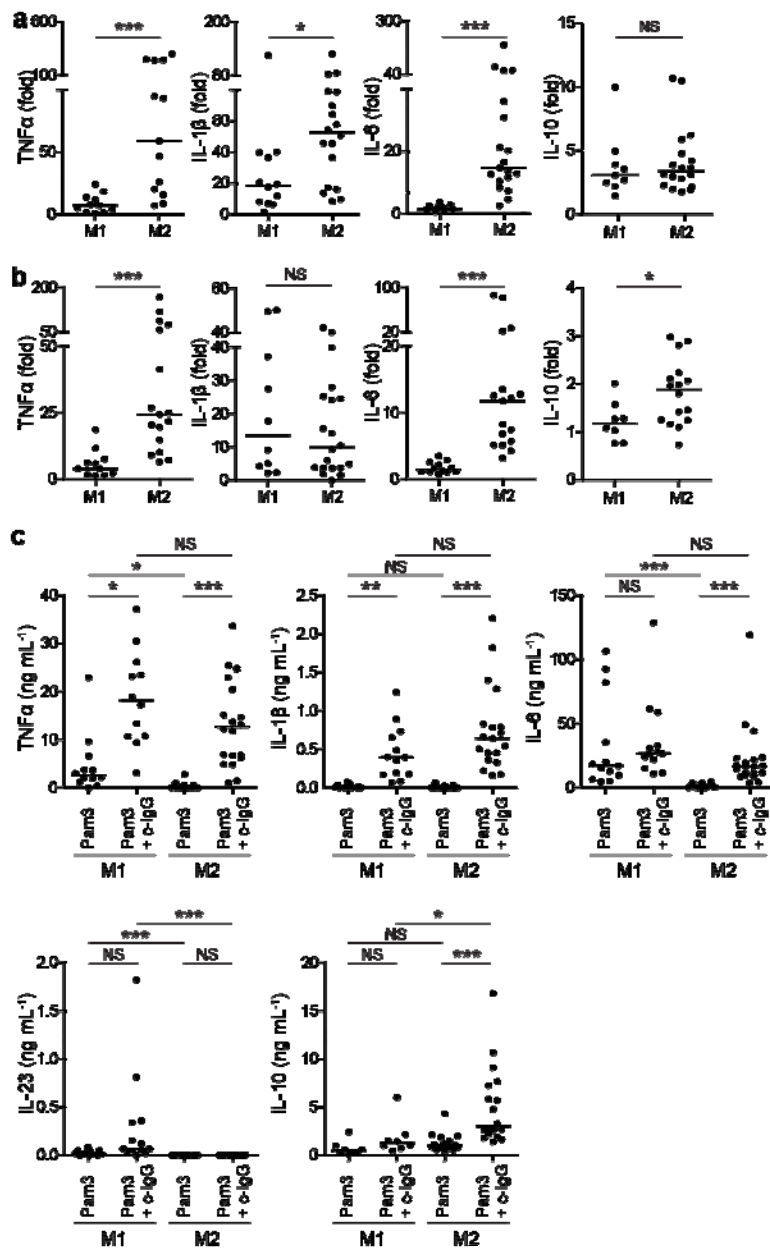 a
TNFα (fold)
600
100
50
0
***
M1
M2
IL-1β (fold)
200
100
80
60
40
20
0
*
M1
M2
IL-6 (fold)
300
40
20
10
0
***
M1
M2
IL-10 (fold)
15
10
5
0
NS
M1
M2
b
TNFα (fold)
200
50
50
25
0
***
M1
M2
IL-1β (fold)
60
40
40
30
20
10
0
NS
M1
M2
IL-6 (fold)
100
20
20
10
0
***
M1
M2
IL-10 (fold)
4
3
2
1
0
*
M1
M2
c
TNFα (ng mL-1)
40
30
20
10
0
NS
*
*
***
Pam3
Pam3
+ c-IgG
Pam3
Pam3
+ c-IgG
M1
M2
IL-1β (ng mL-1)
2.5
2.0
1.5
1.0
0.5
0.0
NS
NS
**
***
Pam3
Pam3
+ c-IgG
Pam3
Pam3
+ c-IgG
M1
M2
IL-6 (ng mL-1)
150
100
50
0
NS
***
NS
***
Pam3
Pam3
+ c-IgG
Pam3
Pam3
+ c-IgG
M1
M2
IL-23 (ng mL-1)
2.0
1.5
1.0
0.5
0.0
***
***
NS
NS
Pam3
Pam3
+ c-IgG
Pam3
Pam3
+ c-IgG
M1
M2
IL-10 (ng mL-1)
20
15
10
5
0
*
NS
NS
***
Pam3
Pam3
+ c-IgG
Pam3
Pam3
+ c-IgG
M1
M2